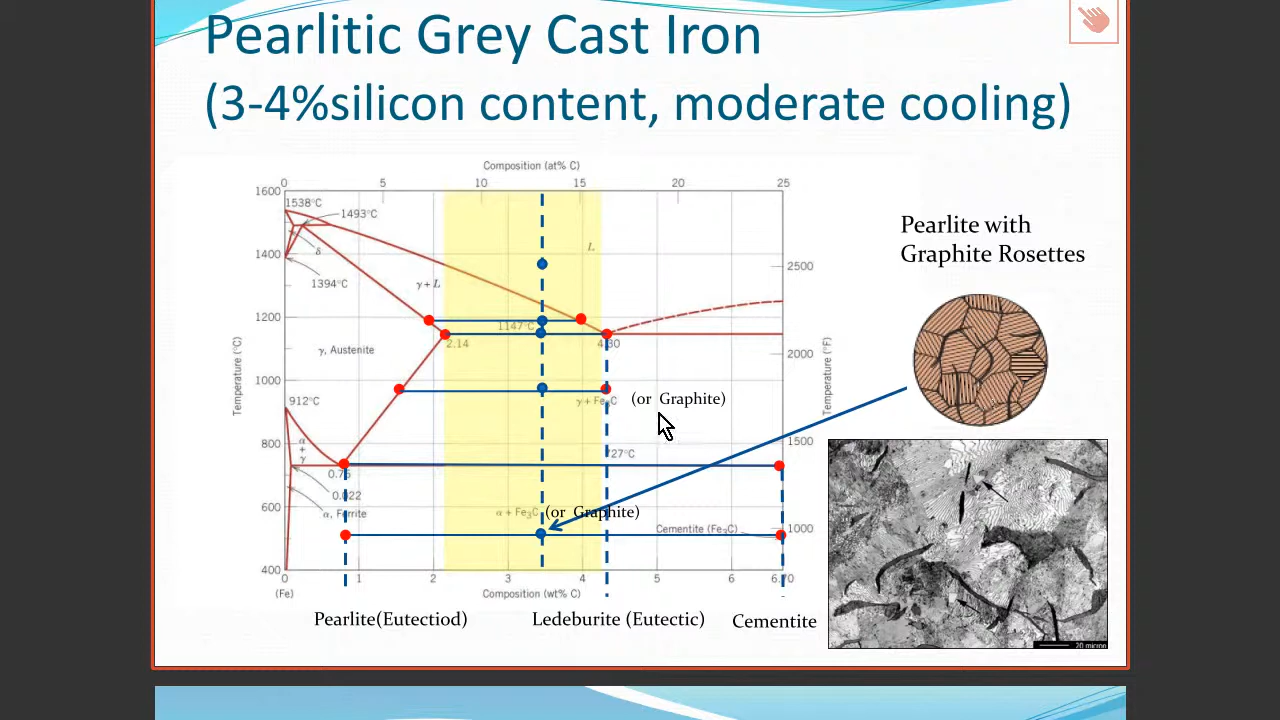 Pearlitic Grey Cast Iron
(3-4%silicon content, moderate cooling)
Composition (at% C)
0 5 10 15 20 25
1600
1538°C
1493°C
1400
δ
L
1394°C
γ + L
2500
1200
1147°C
2.14
4.30
γ, Austenite
2000
Temperature (°C)
Temperature (°F)
1000
912°C
γ + Fe3C
(or Graphite)
α
+
γ
800
1500
727°C
0.76
0.022
600
α, Ferrite
α + Fe3C
(or Graphite)
Cementite (Fe3C)
1000
400
0 1 2 3 4 5 6 6.70
(Fe)
Composition (wt% C)
Pearlite(Eutectiod)
Ledeburite (Eutectic)
Cementite
Pearlite with
Graphite Rosettes
20 micron